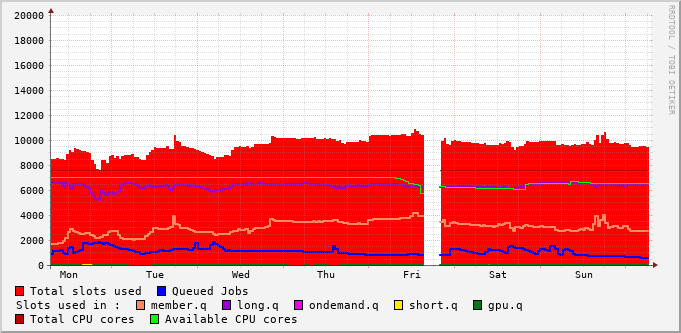 20000
18000
16000
14000
12000
10000
8000
6000
4000
2000
0
Mon Tue Wed Thu Fri Sat Sun
RRDTOOL / TOBI OETIKER
Total slots used Queued Jobs
Slots used in : member.q long.q ondemand.q short.q gpu.q
Total CPU cores Available CPU cores